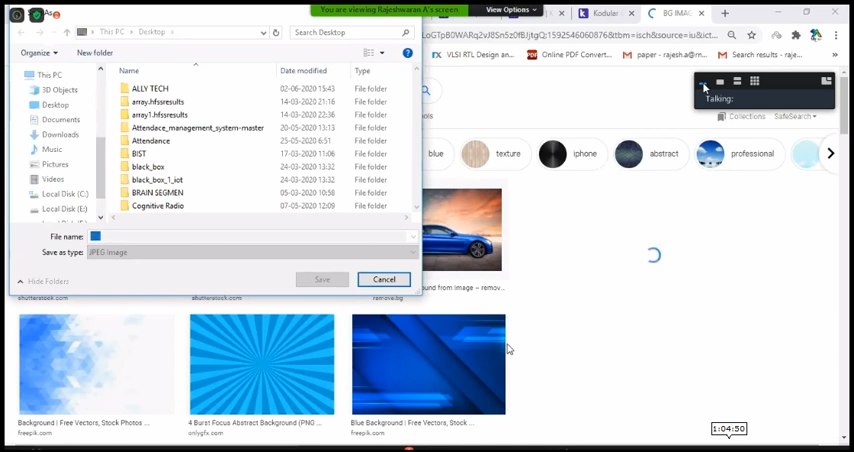 You are viewing Rajeshwaran A's screen
View Options
Kodular
BG IMAC
LoGTpB0WARq2vJ8Sn5z0fBJjtgQ:1592546060876&tbm=isch&source=iu&ict...
VLSI RTL Design an...
Online PDF Convert...
paper - rajesh.a@rn...
Search results - raje...
This PC
Desktop
Search Desktop
Organize
New folder
Name
Date modified
Type
This PC
3D Objects
Desktop
Documents
Downloads
Music
Pictures
Videos
Local Disk (C:)
Local Disk (E:)
ALLY TECH 02-06-2020 15:43 File folder
array.hfssresults 14-03-2020 21:16 File folder
array1.hfssresults 14-03-2020 22:36 File folder
Attendace_management_system-master 20-05-2020 13:13 File folder
Attendance 25-05-2020 6:51 File folder
BIST 17-03-2020 11:06 File folder
black_box 24-03-2020 13:32 File folder
black_box_1_iot 24-03-2020 13:32 File folder
BRAIN SEGMEN 05-03-2020 10:58 File folder
Cognitive Radio 07-05-2020 12:09 File folder
File name:
Save as type: JPEG Image
Hide Folders
Save
Cancel
Talking:
Collections
SafeSearch
blue
texture
iphone
abstract
professional
shutterstock.com
shutterstock.com
ound from image – remov...
remove.bg
Background | Free Vectors, Stock Photos ...
freepik.com
4 Burst Focus Abstract Background (PNG ...
onlygfx.com
Blue Background | Free Vectors, Stock ...
freepik.com
1:04:50